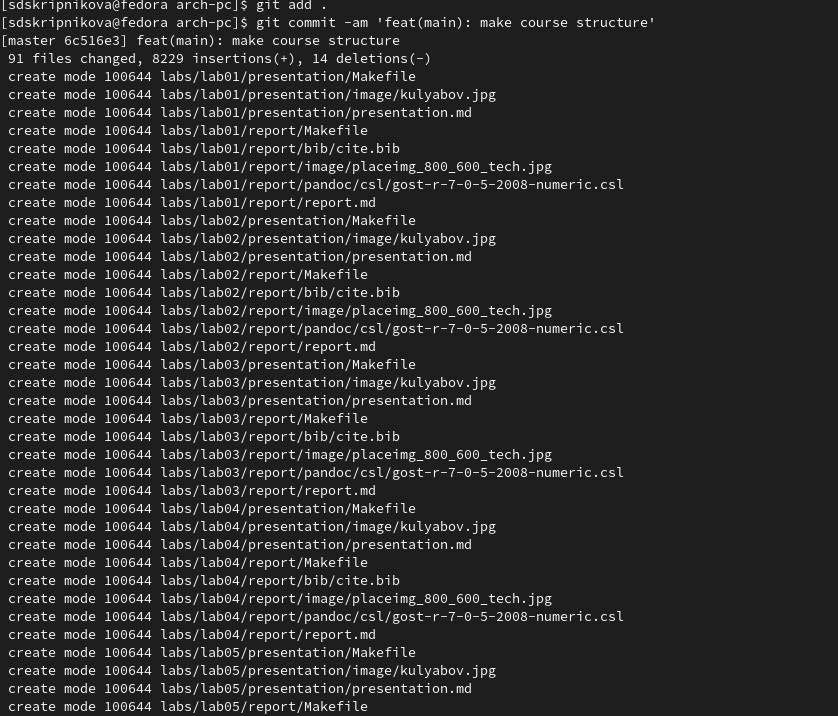 [sdskripnikova@fedora arch-pc]$ git add .
[sdskripnikova@fedora arch-pc]$ git commit -am 'feat(main): make course structure'
[master 6c516e3] feat(main): make course structure
 91 files changed, 8229 insertions(+), 14 deletions(-)
 create mode 100644 labs/lab01/presentation/Makefile
 create mode 100644 labs/lab01/presentation/image/kulyabov.jpg
 create mode 100644 labs/lab01/presentation/presentation.md
 create mode 100644 labs/lab01/report/Makefile
 create mode 100644 labs/lab01/report/bib/cite.bib
 create mode 100644 labs/lab01/report/image/placeimg_800_600_tech.jpg
 create mode 100644 labs/lab01/report/pandoc/csl/gost-r-7-0-5-2008-numeric.csl
 create mode 100644 labs/lab01/report/report.md
 create mode 100644 labs/lab02/presentation/Makefile
 create mode 100644 labs/lab02/presentation/image/kulyabov.jpg
 create mode 100644 labs/lab02/presentation/presentation.md
 create mode 100644 labs/lab02/report/Makefile
 create mode 100644 labs/lab02/report/bib/cite.bib
 create mode 100644 labs/lab02/report/image/placeimg_800_600_tech.jpg
 create mode 100644 labs/lab02/report/pandoc/csl/gost-r-7-0-5-2008-numeric.csl
 create mode 100644 labs/lab02/report/report.md
 create mode 100644 labs/lab03/presentation/Makefile
 create mode 100644 labs/lab03/presentation/image/kulyabov.jpg
 create mode 100644 labs/lab03/presentation/presentation.md
 create mode 100644 labs/lab03/report/Makefile
 create mode 100644 labs/lab03/report/bib/cite.bib
 create mode 100644 labs/lab03/report/image/placeimg_800_600_tech.jpg
 create mode 100644 labs/lab03/report/pandoc/csl/gost-r-7-0-5-2008-numeric.csl
 create mode 100644 labs/lab03/report/report.md
 create mode 100644 labs/lab04/presentation/Makefile
 create mode 100644 labs/lab04/presentation/image/kulyabov.jpg
 create mode 100644 labs/lab04/presentation/presentation.md
 create mode 100644 labs/lab04/report/Makefile
 create mode 100644 labs/lab04/report/bib/cite.bib
 create mode 100644 labs/lab04/report/image/placeimg_800_600_tech.jpg
 create mode 100644 labs/lab04/report/pandoc/csl/gost-r-7-0-5-2008-numeric.csl
 create mode 100644 labs/lab04/report/report.md
 create mode 100644 labs/lab05/presentation/Makefile
 create mode 100644 labs/lab05/presentation/image/kulyabov.jpg
 create mode 100644 labs/lab05/presentation/presentation.md
 create mode 100644 labs/lab05/report/Makefile